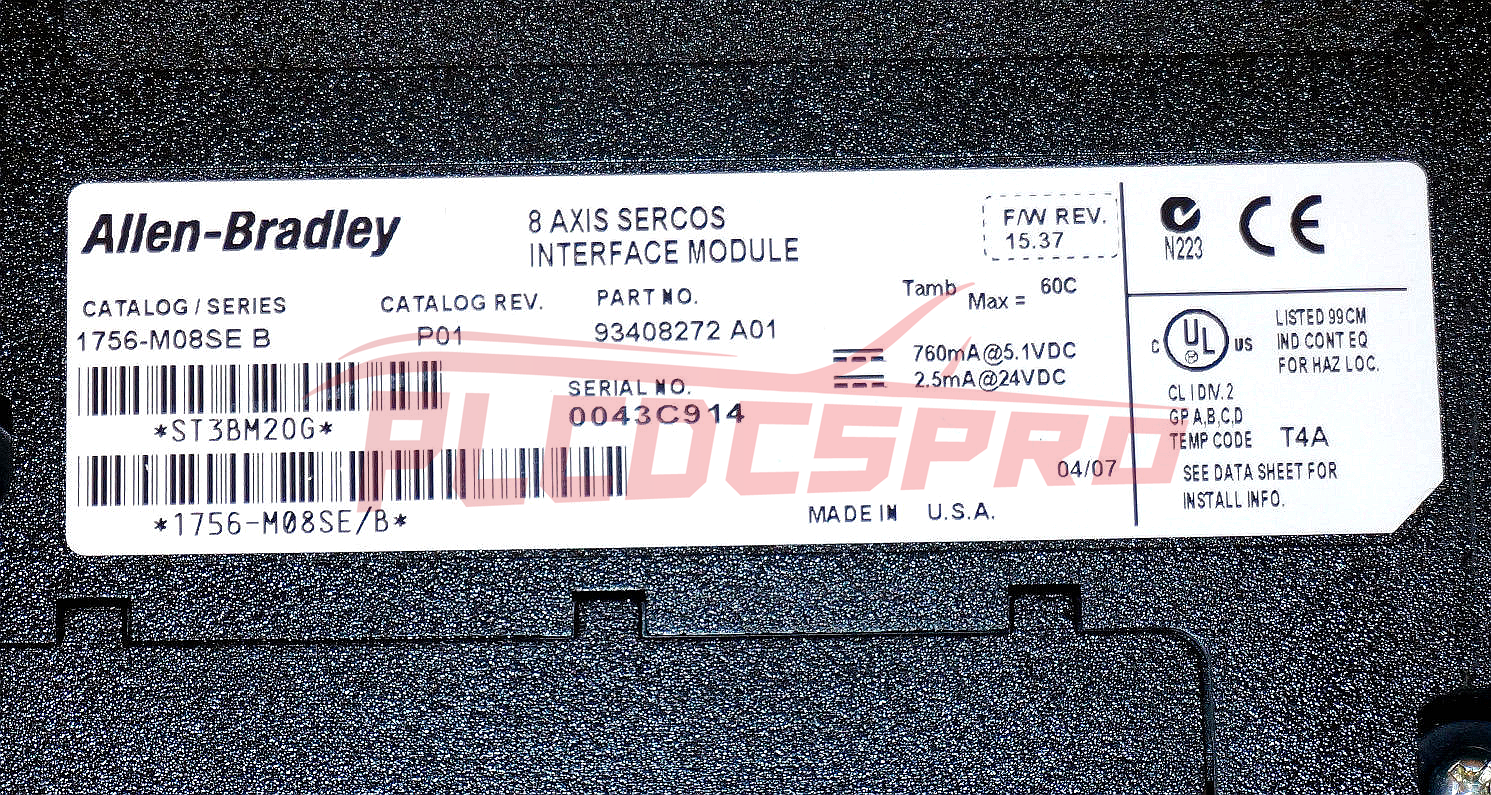 Allen-Bradley
8 AXIS SERCOS
INTERFACE MODULE
F/W REV.
15.37
CATALOG / SERIES
1756-M08SE B
CATALOG REV.
P01
PART NO.
93408272 A01
Tamb Max = 60C
*ST3BM20G*
SERIAL NO.
0043C914
760mA@5.1VDC
2.5mA@24VDC
*1756-M08SE/B*
04/07
MADE IN U.S.A.
N223
CE
C UL US
LISTED 99CM
IND CONT EQ
FOR HAZ LOC.
CL I DIV. 2
GP A,B,C,D
TEMP CODE T4A
SEE DATA SHEET FOR
INSTALL INFO.
PLCDCSPRO